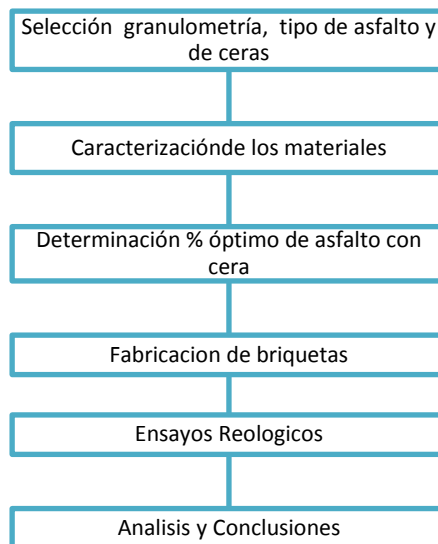 Selección granulometría, tipo de asfalto y
de ceras
Caracterizaciónde los materiales
Determinación % óptimo de asfalto con
cera
Fabricacion de briquetas
Ensayos Reologicos
Analisis y Conclusiones